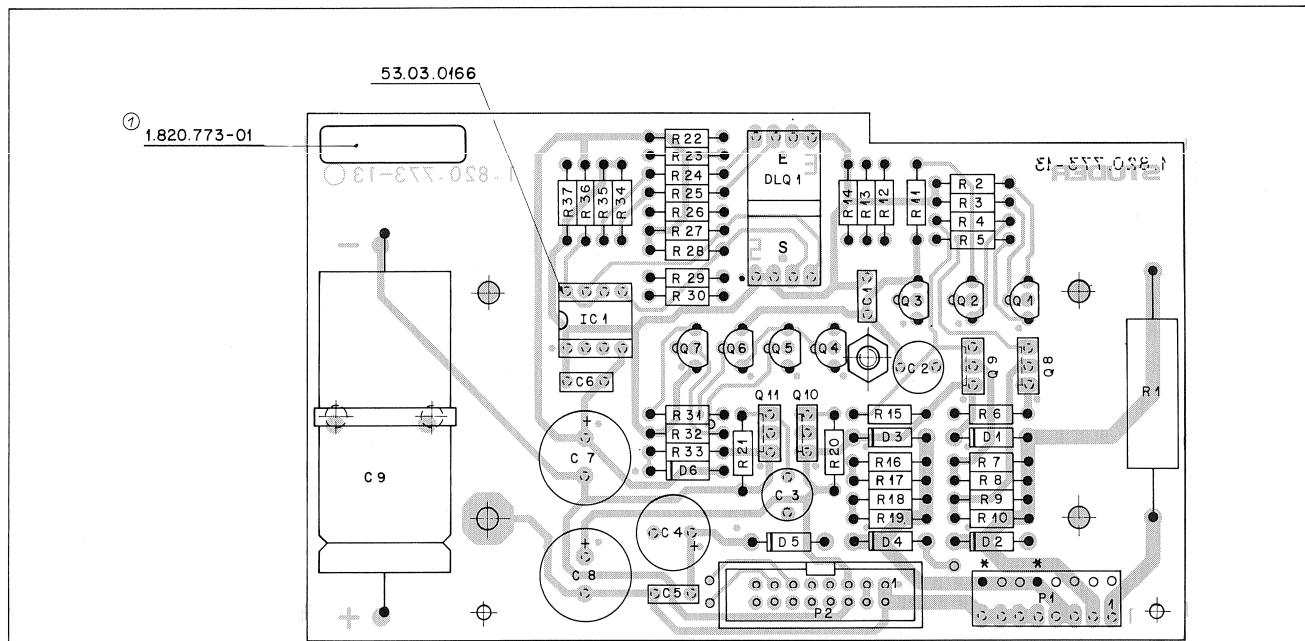 53.03.0166
① 1.820.773-01
1.820.773-13
1.820.773-13
STUDER
R 22
R 23
R 24
R 25
R 26
R 27
R 28
R 29
R 30
R 37
R 36
R 35
R 34
E
E
DLQ 1
S
S
R 14
R 13
R 12
R 11
R 2
R 3
R 4
R 5
IC 1
C 1
Q 3
Q 2
Q 1
Q 7
Q 6
Q 5
Q 4
C 2
Q 9
Q 8
R 1
C 6
Q 11
Q 10
R 31
R 32
R 33
D 6
R 21
R 20
R 15
R 6
D 3
D 1
R 16
R 17
R 18
R 19
R 7
R 8
R 9
R 10
C 7
C 9
C 3
C 4
+
D 5
D 4
D 2
C 8
C 5
P 2
1
* *
P 1
1
1
−
+
+
+